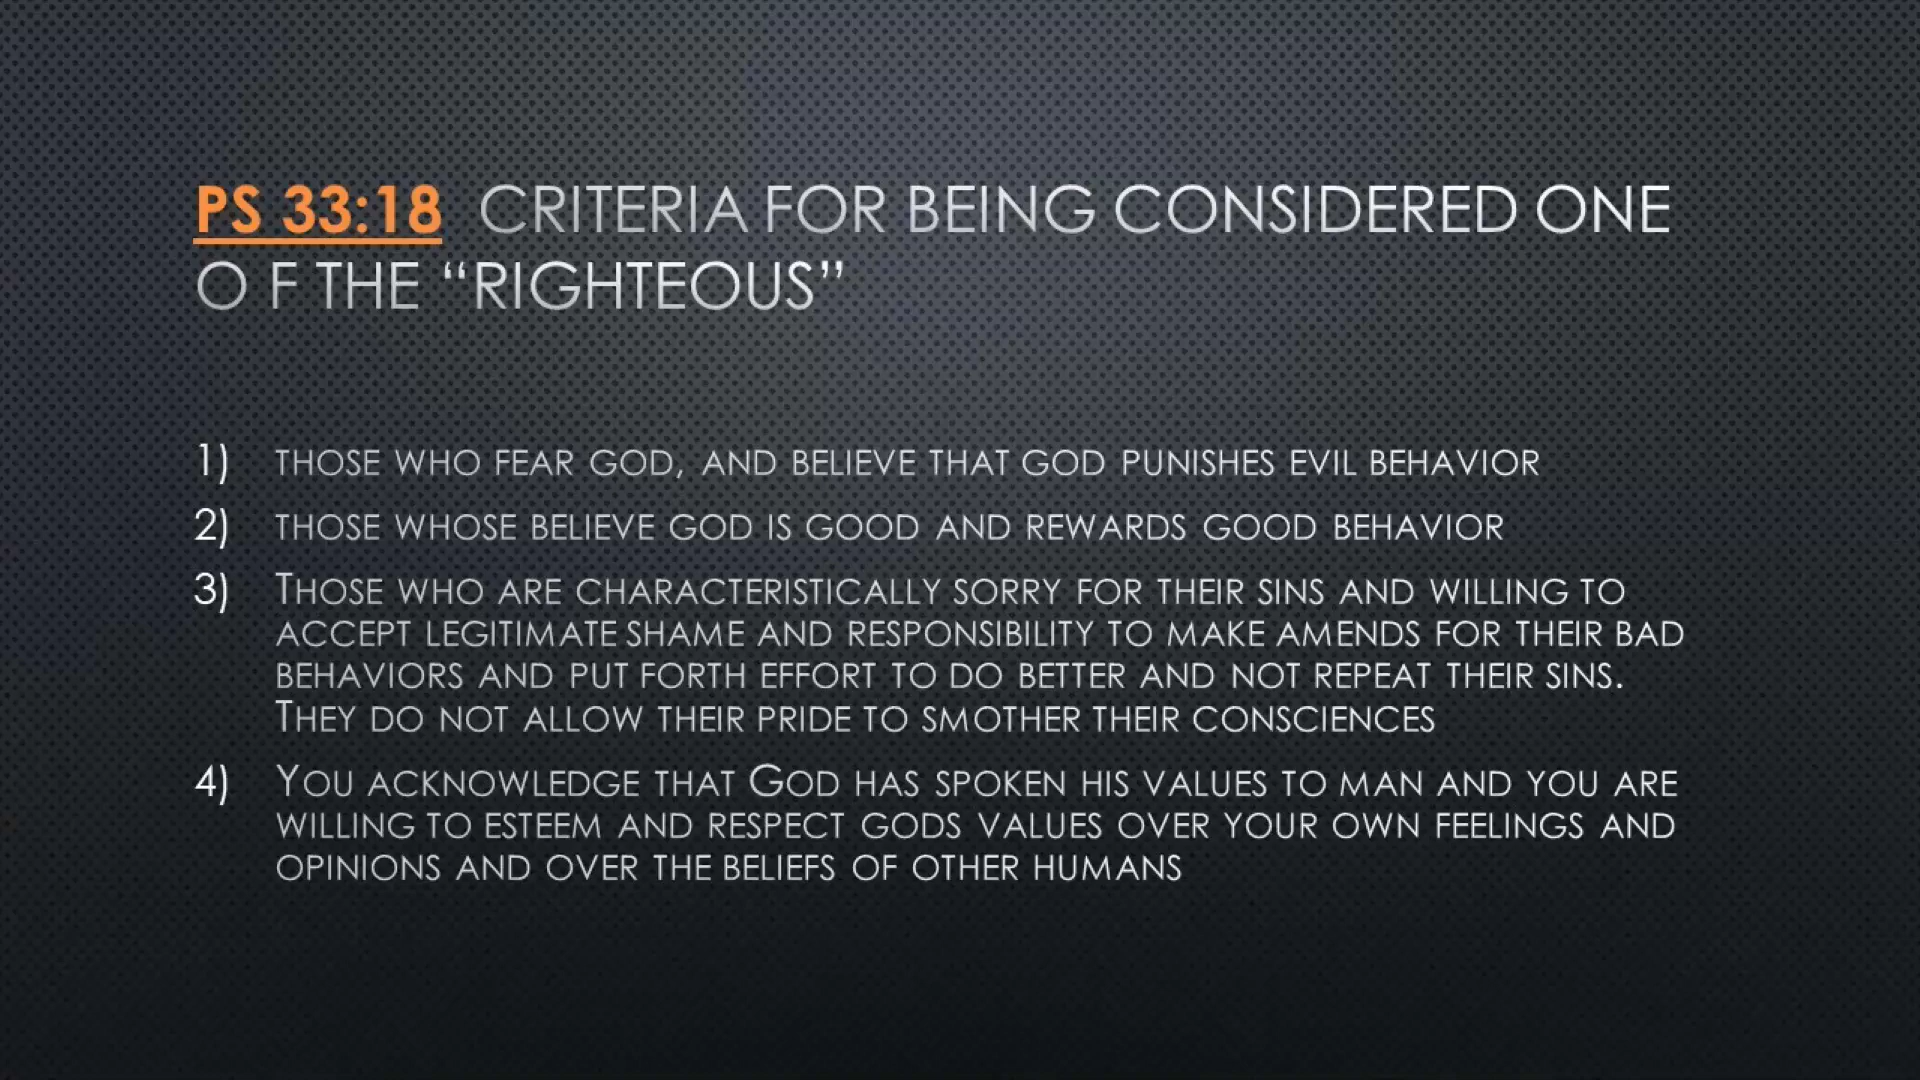 PS 33:18 CRITERIA FOR BEING CONSIDERED ONE
O F THE “RIGHTEOUS”
1) THOSE WHO FEAR GOD, AND BELIEVE THAT GOD PUNISHES EVIL BEHAVIOR
2) THOSE WHOSE BELIEVE GOD IS GOOD AND REWARDS GOOD BEHAVIOR
3) THOSE WHO ARE CHARACTERISTICALLY SORRY FOR THEIR SINS AND WILLING TO
ACCEPT LEGITIMATE SHAME AND RESPONSIBILITY TO MAKE AMENDS FOR THEIR BAD
BEHAVIORS AND PUT FORTH EFFORT TO DO BETTER AND NOT REPEAT THEIR SINS.
THEY DO NOT ALLOW THEIR PRIDE TO SMOTHER THEIR CONSCIENCES
4) YOU ACKNOWLEDGE THAT GOD HAS SPOKEN HIS VALUES TO MAN AND YOU ARE
WILLING TO ESTEEM AND RESPECT GODS VALUES OVER YOUR OWN FEELINGS AND
OPINIONS AND OVER THE BELIEFS OF OTHER HUMANS